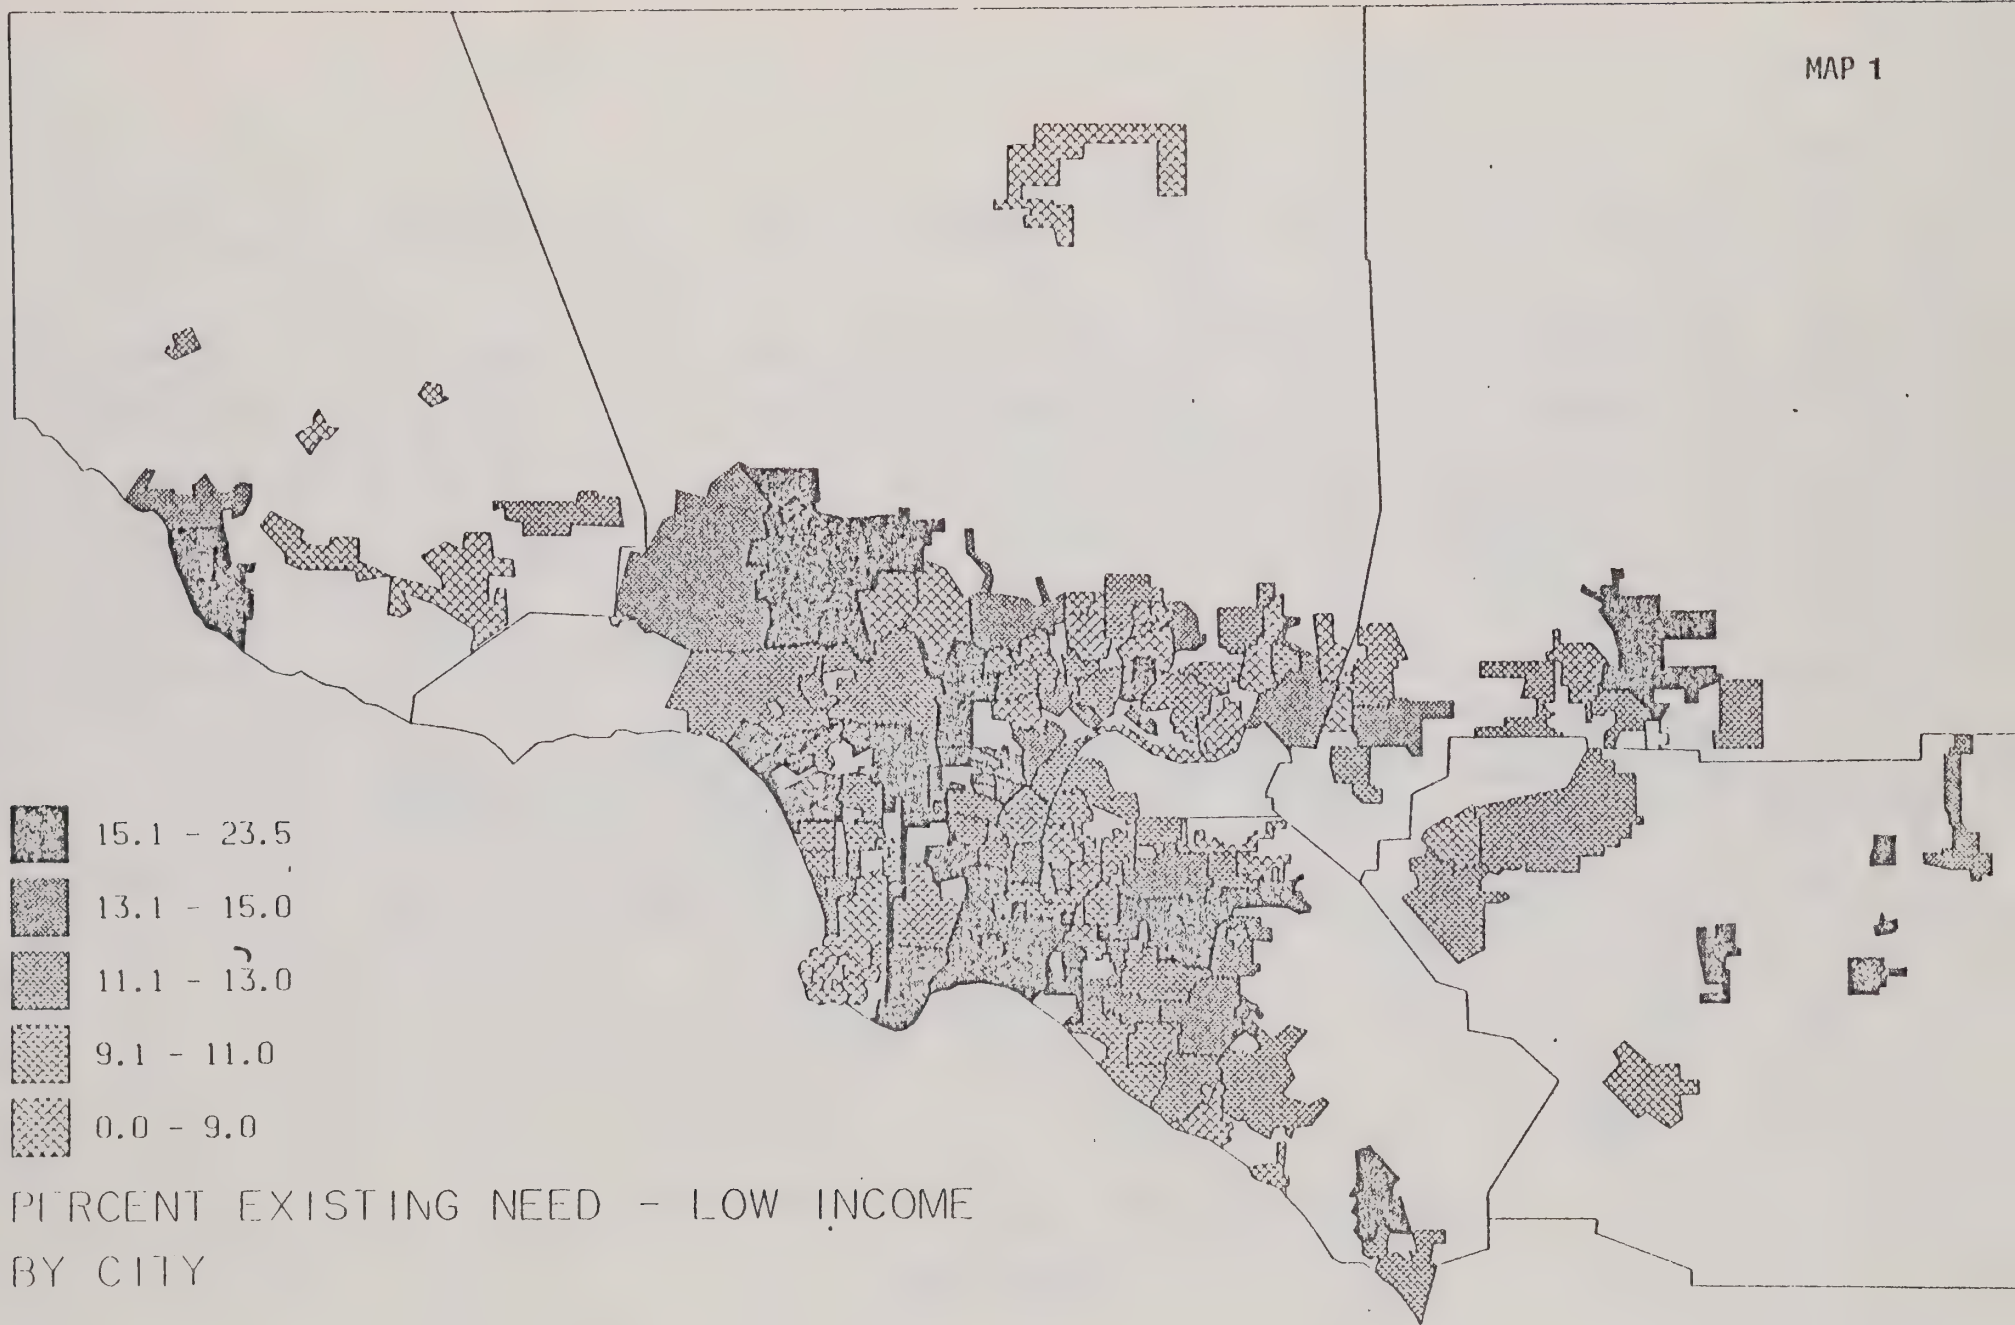 MAP 1
15.1 - 23.5
13.1 - 15.0
11.1 - 13.0
9.1 - 11.0
0.0 - 9.0
PERCENT EXISTING NEED - LOW INCOME
BY CITY